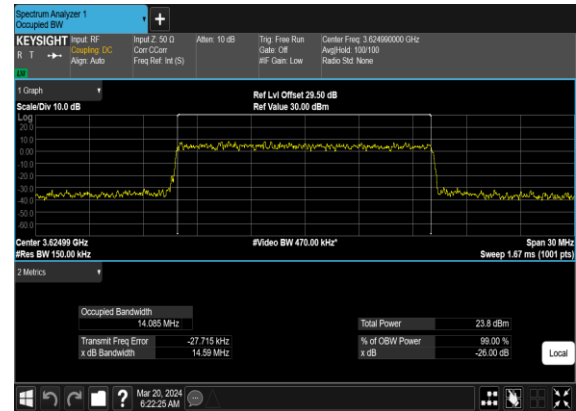 Spectrum Analyzer 1
Occupied BW
+
KEYSIGHT Input: RF Input Z: 50 Ω Atten: 10 dB Trig: Free Run Center Freq: 3.624990000 GHz
R T Coupling: DC Corr CCorr Gate: Off Avg|Hold: 100/100
Align: Auto Freq Ref: Int (S) #IF Gain: Low Radio Std: None
LXI
1 Graph
Ref Lvl Offset 29.50 dB
Scale/Div 10.0 dB Ref Value 30.00 dBm
Log
20.0
10.0
0.00
-10.0
-20.0
-30.0
-40.0
-50.0
-60.0
Center 3.62499 GHz #Video BW 470.00 kHz* Span 30 MHz
#Res BW 150.00 kHz Sweep 1.67 ms (1001 pts)
2 Metrics
Occupied Bandwidth
14.085 MHz Total Power 23.8 dBm
Transmit Freq Error -27.715 kHz % of OBW Power 99.00 %
x dB Bandwidth 14.59 MHz x dB -26.00 dB
Local
? Mar 20, 2024
6:22:25 AM